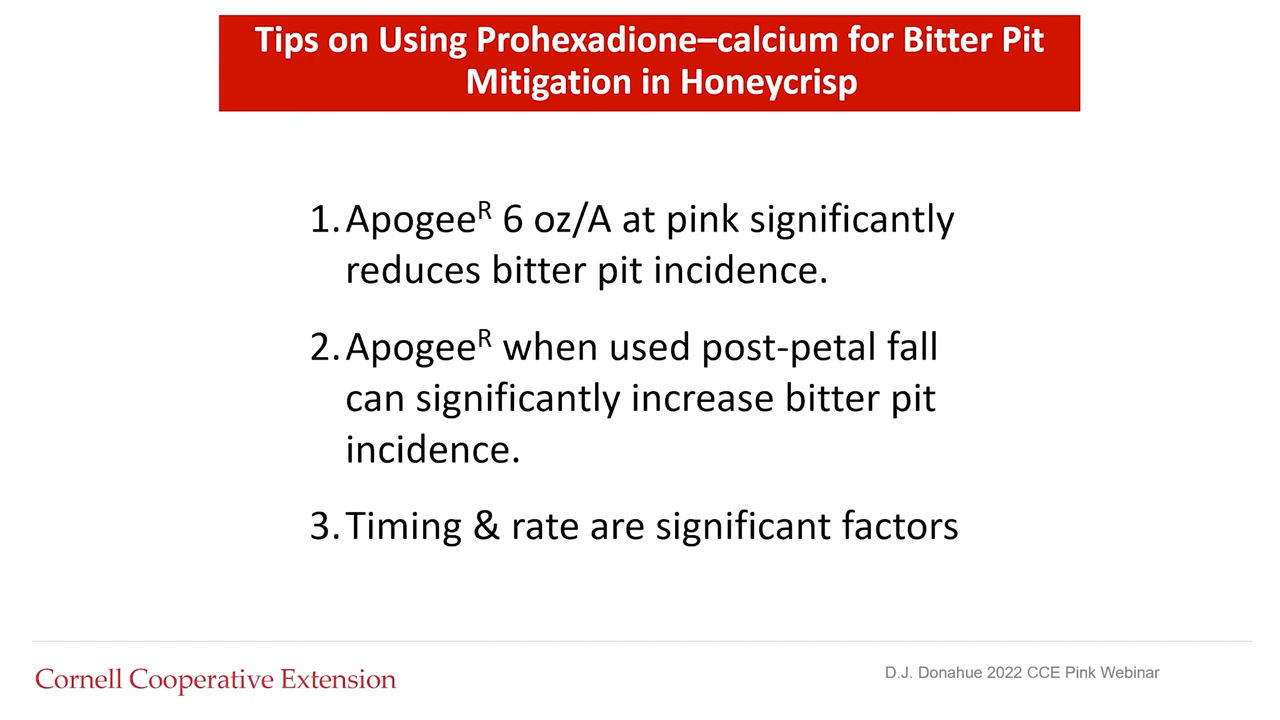 Tips on Using Prohexadione–calcium for Bitter Pit
Mitigation in Honeycrisp
1. Apogeeᴿ 6 oz/A at pink significantly
reduces bitter pit incidence.
2. Apogeeᴿ when used post-petal fall
can significantly increase bitter pit
incidence.
3. Timing & rate are significant factors
Cornell Cooperative Extension
D.J. Donahue 2022 CCE Pink Webinar